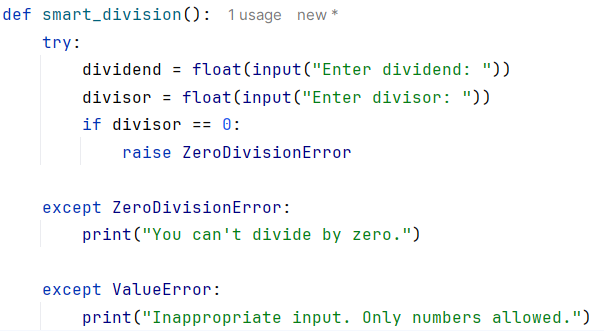 def smart_division():  1 usage  new *
    try:
        dividend = float(input("Enter dividend: "))
        divisor = float(input("Enter divisor: "))
        if divisor == 0:
            raise ZeroDivisionError

    except ZeroDivisionError:
        print("You can't divide by zero.")

    except ValueError:
        print("Inappropriate input. Only numbers allowed.")